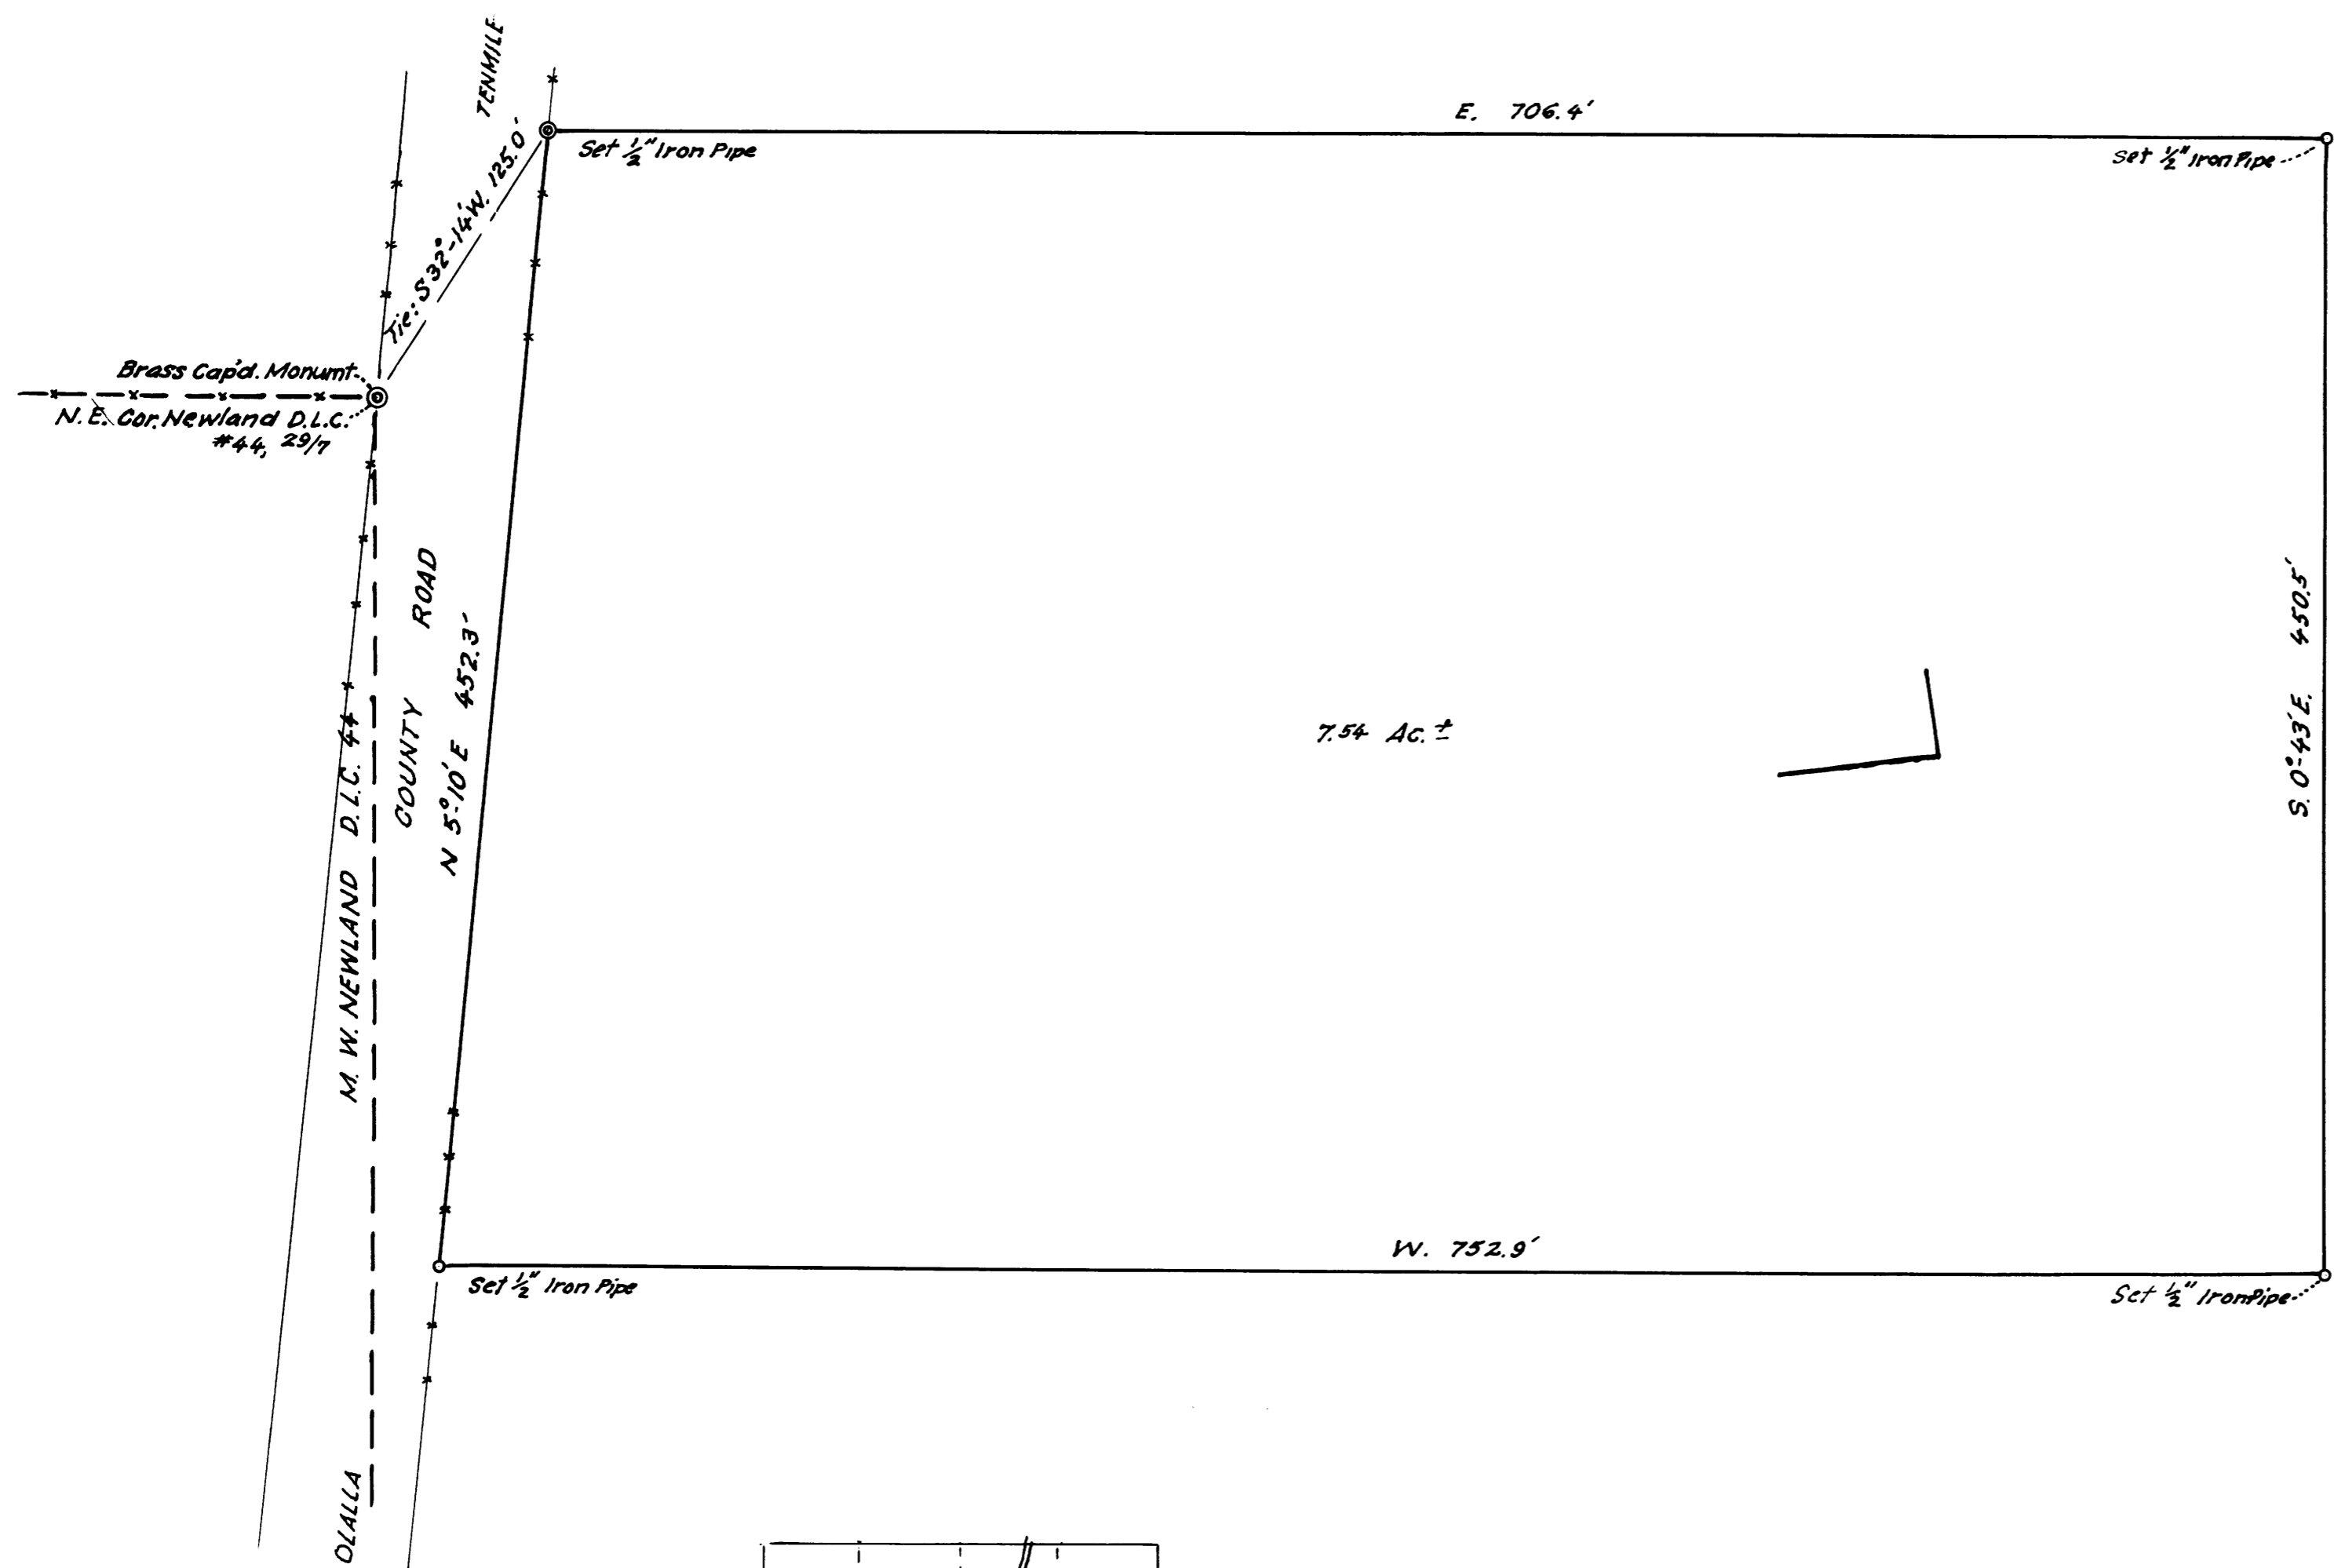 TENMILE
E. 706.4'
Set 1/2" Iron Pipe
Set 1/2" Iron Pipe
Tie: S 32°-14' W. 125.0'
Brass Cap'd. Monumt.
N.E. Cor. Newland D.L.C.
#44, 29/7
COUNTY ROAD
N 5°-10' E 452.3'
M. W. NEWLAND D.L.C. 44
7.54 Ac. ±
S. 0°-43' E. 450.5'
W. 752.9'
Set 1/2" Iron Pipe
Set 1/2" Iron Pipe
OLALLA